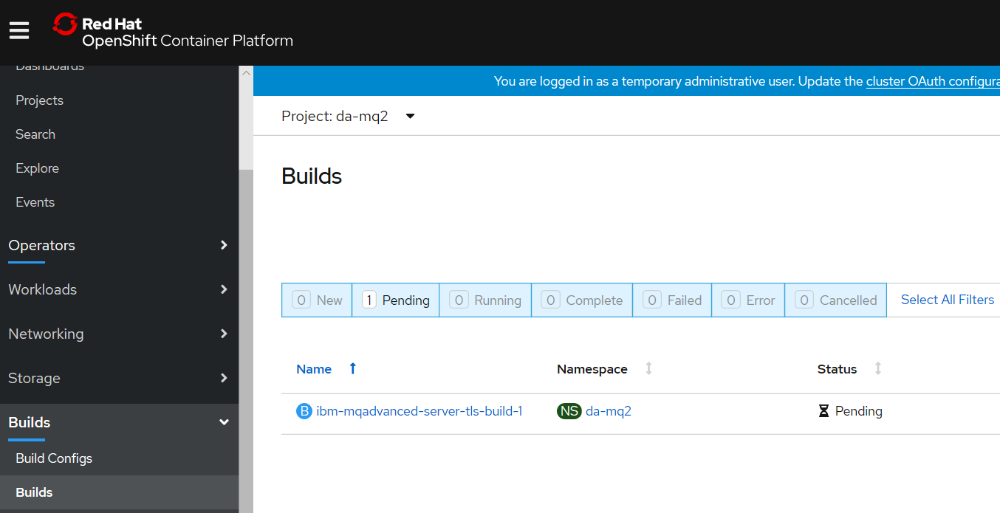 Red Hat
OpenShift Container Platform
Dashboards
Projects
Search
Explore
Events
Operators
Workloads
Networking
Storage
Builds
Build Configs
Builds
You are logged in as a temporary administrative user. Update the cluster OAuth configura
Project: da-mq2
Builds
0 New 1 Pending 0 Running 0 Complete 0 Failed 0 Error 0 Cancelled Select All Filters
Name Namespace Status
B ibm-mqadvanced-server-tls-build-1 NS da-mq2 Pending